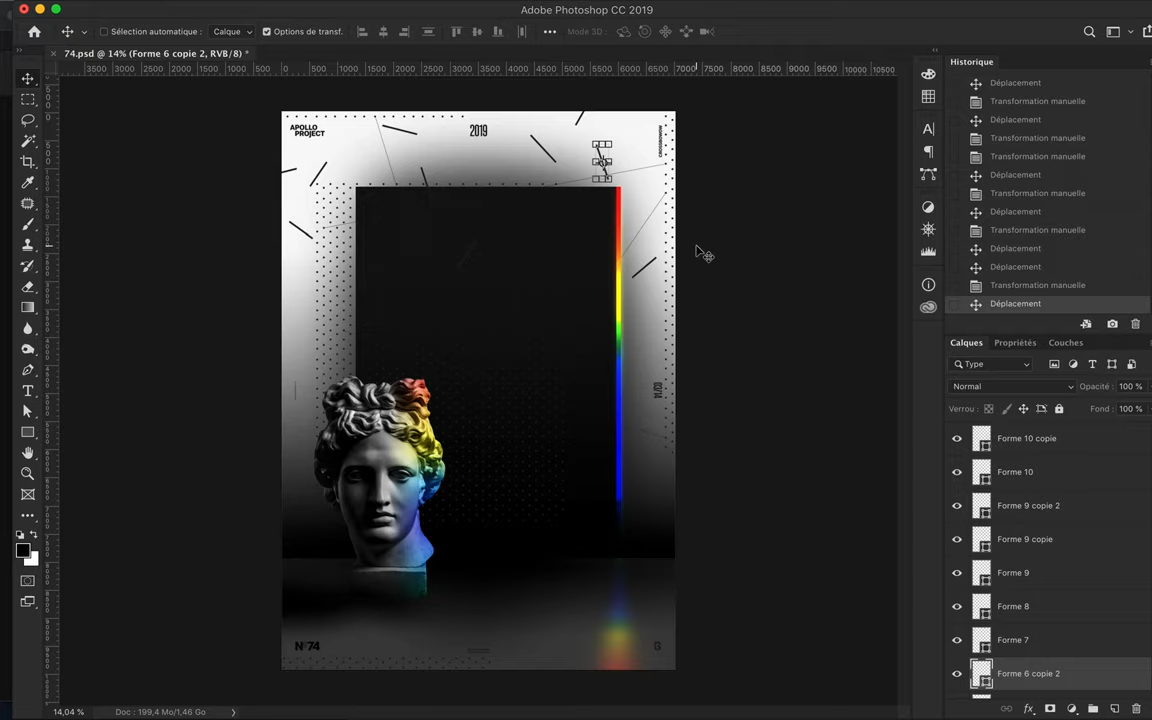 Adobe Photoshop CC 2019
Sélection automatique :
Calque
Options de transf.
Mode 3D :
74.psd @ 14% (Forme 6 copie 2, RVB/8) *
3500 3000 2500 2000 1500 1000 500 0 500 1000 1500 2000 2500 3000 3500 4000 4500 5000 5500 6000 6500 7000 7500 8000 8500 9000 9500 10000 10500
APOLLO
PROJECT
2019
N°74
G
14,04 %
Doc : 199,4 Mo/1,46 Go
Historique
Déplacement
Transformation manuelle
Déplacement
Transformation manuelle
Transformation manuelle
Déplacement
Transformation manuelle
Déplacement
Transformation manuelle
Déplacement
Déplacement
Transformation manuelle
Déplacement
Calques
Propriétés
Couches
Type
Normal
Opacité : 100 %
Verrou :
Fond : 100 %
Forme 10 copie
Forme 10
Forme 9 copie 2
Forme 9 copie
Forme 9
Forme 8
Forme 7
Forme 6 copie 2
fx